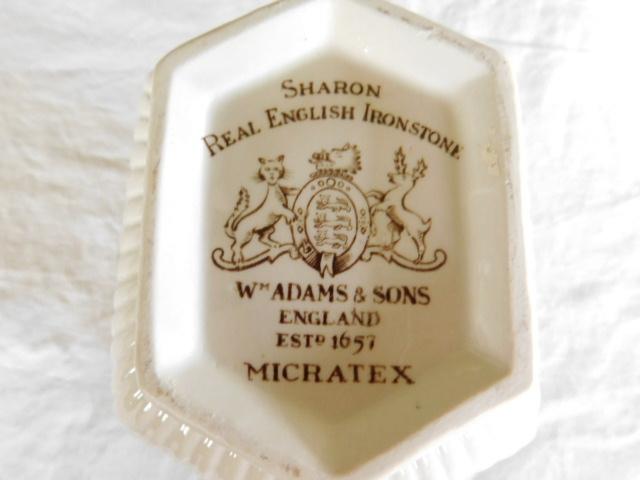 SHARON
REAL ENGLISH IRONSTONE
WM ADAMS & SONS
ENGLAND
ESTD 1657
MICRATEX